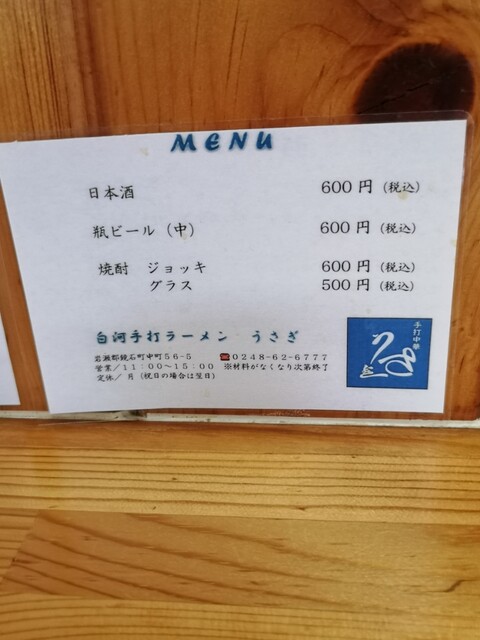 MENU
日本酒 600円（税込）
瓶ビール（中） 600円（税込）
焼酎 ジョッキ 600円（税込）
グラス 500円（税込）
白河手打ラーメン うさぎ
岩瀬郡鏡石町中町56-5 ☎0248-62-6777
営業／11:00〜15:00 ※材料がなくなり次第終了
定休／月（祝日の場合は翌日）
手打中華
うさぎ